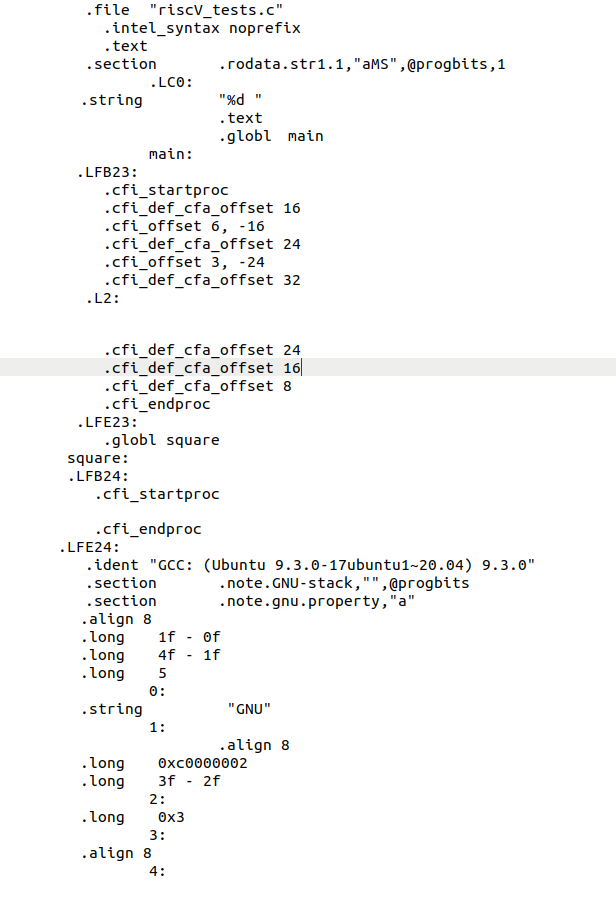 .file "riscV_tests.c"
.intel_syntax noprefix
.text
.section .rodata.str1.1,"aMS",@progbits,1
.LC0:
.string "%d "
.text
.globl main
main:
.LFB23:
.cfi_startproc
.cfi_def_cfa_offset 16
.cfi_offset 6, -16
.cfi_def_cfa_offset 24
.cfi_offset 3, -24
.cfi_def_cfa_offset 32
.L2:
.cfi_def_cfa_offset 24
.cfi_def_cfa_offset 16
.cfi_def_cfa_offset 8
.cfi_endproc
.LFE23:
.globl square
square:
.LFB24:
.cfi_startproc
.cfi_endproc
.LFE24:
.ident "GCC: (Ubuntu 9.3.0-17ubuntu1~20.04) 9.3.0"
.section .note.GNU-stack,"",@progbits
.section .note.gnu.property,"a"
.align 8
.long 1f - 0f
.long 4f - 1f
.long 5
0:
.string "GNU"
1:
.align 8
.long 0xc0000002
.long 3f - 2f
2:
.long 0x3
3:
.align 8
4: